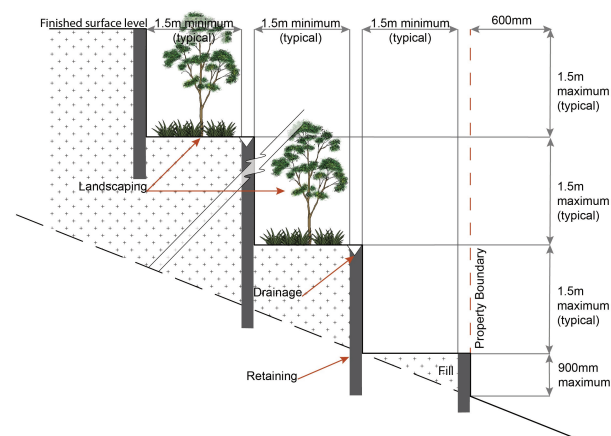 Finished surface level
1.5m minimum
(typical)
1.5m minimum
(typical)
1.5m minimum
(typical)
600mm
1.5m
maximum
(typical)
Landscaping
1.5m
maximum
(typical)
Drainage
Property Boundary
1.5m
maximum
(typical)
Retaining
Fill
900mm
maximum